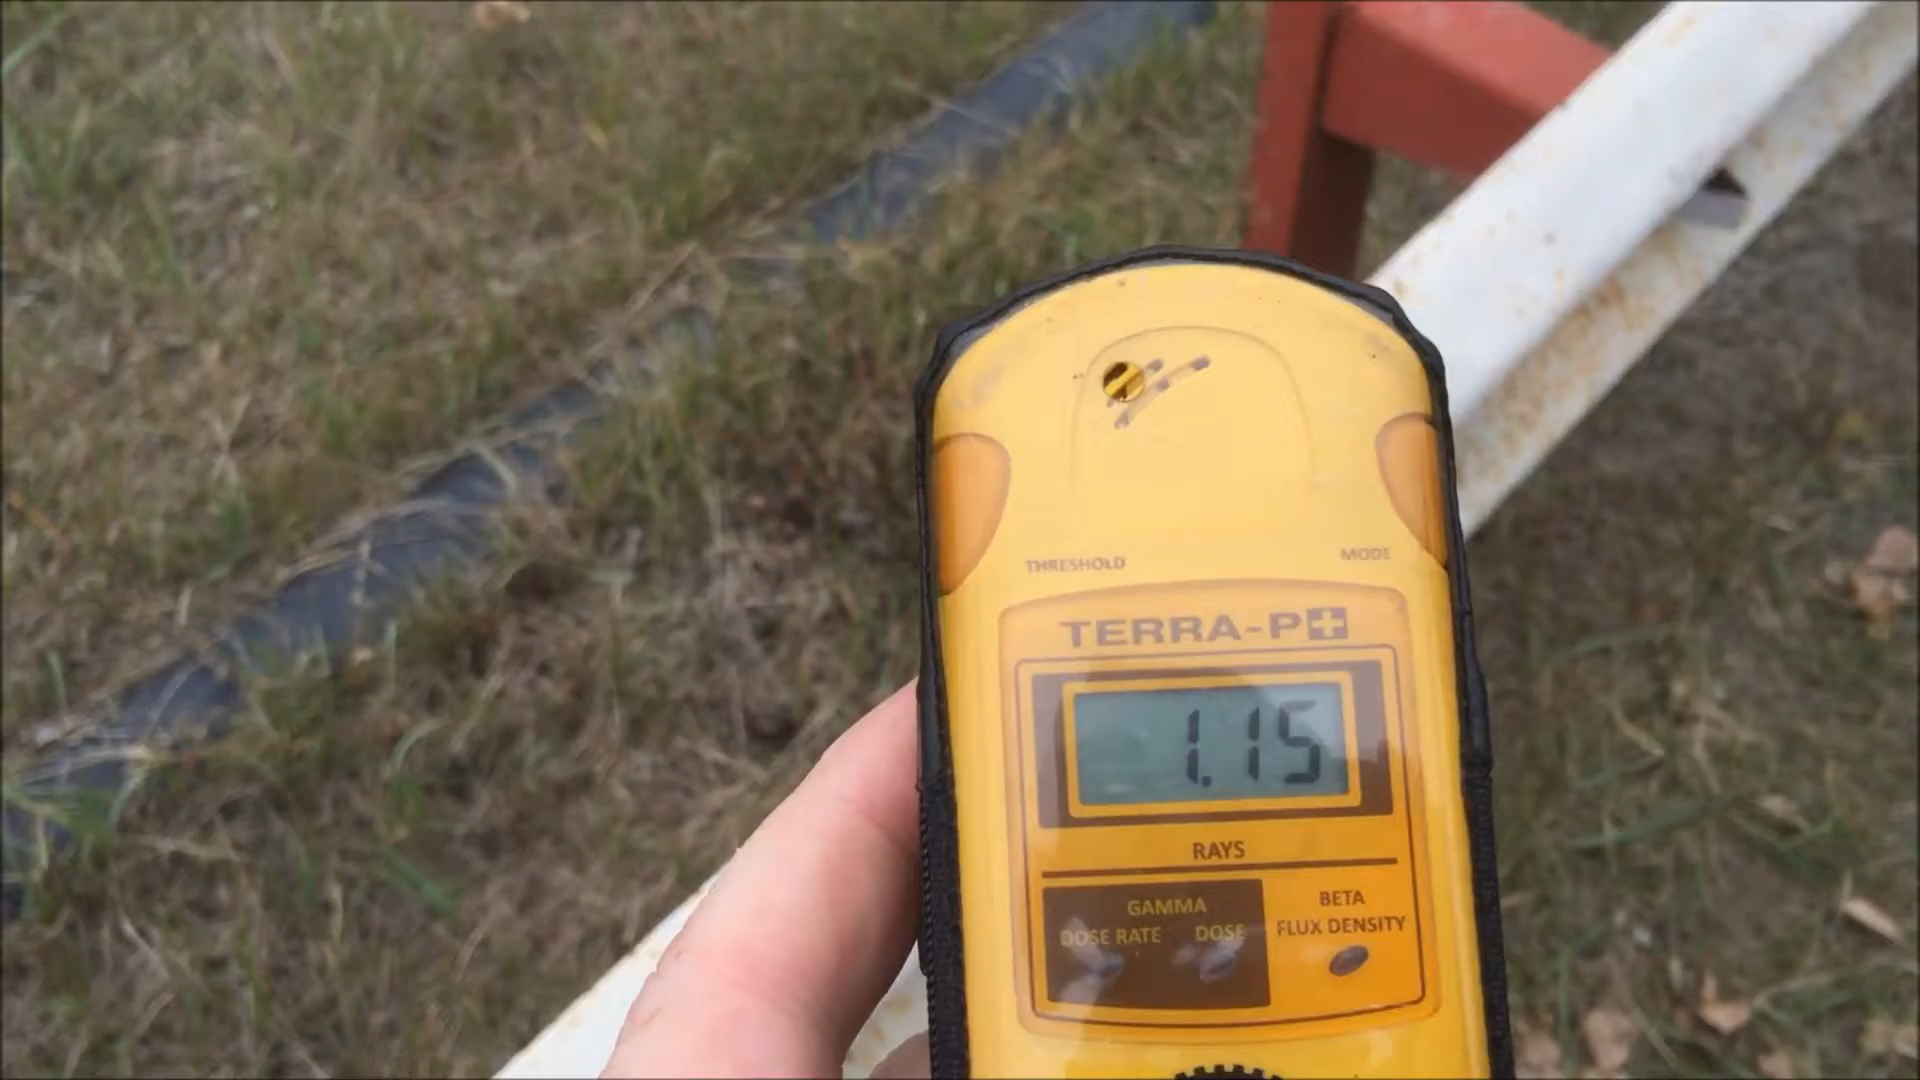 THRESHOLD MODE
TERRA-P+
1.15
RAYS
GAMMA
DOSE RATE DOSE
BETA
FLUX DENSITY